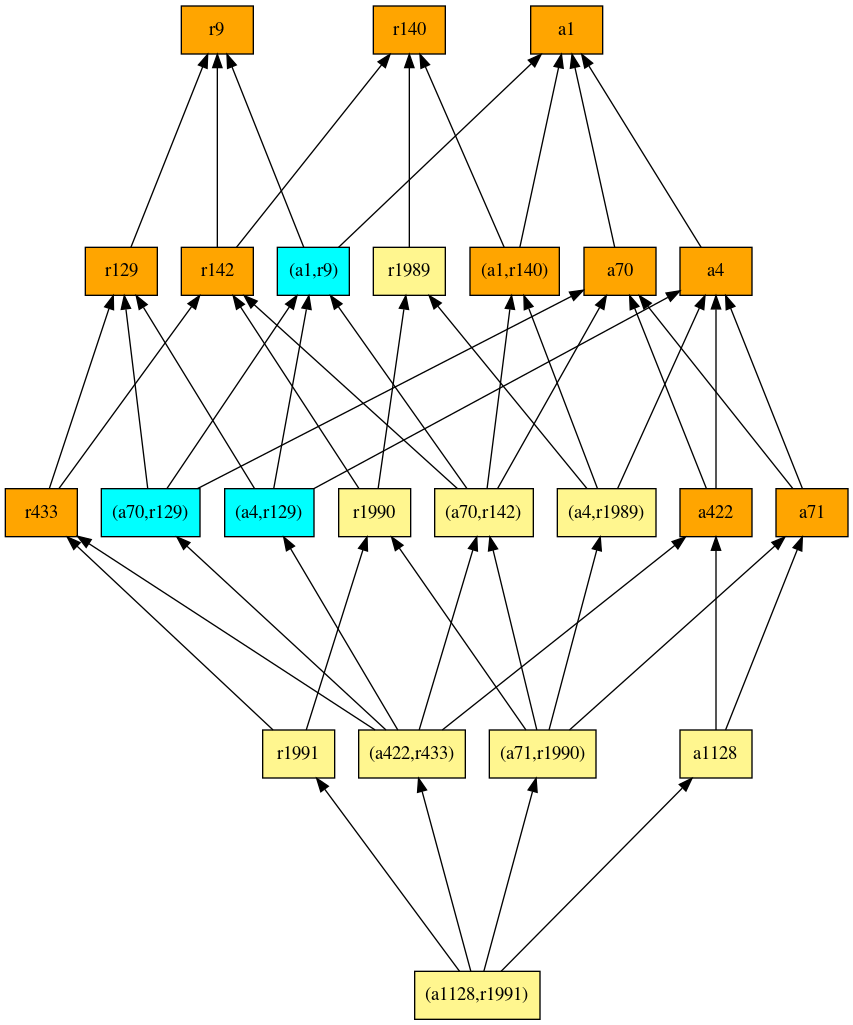 r9
r140
a1
r129
r142
(a1,r9)
r1989
(a1,r140)
a70
a4
r433
(a70,r129)
(a4,r129)
r1990
(a70,r142)
(a4,r1989)
a422
a71
r1991
(a422,r433)
(a71,r1990)
a1128
(a1128,r1991)